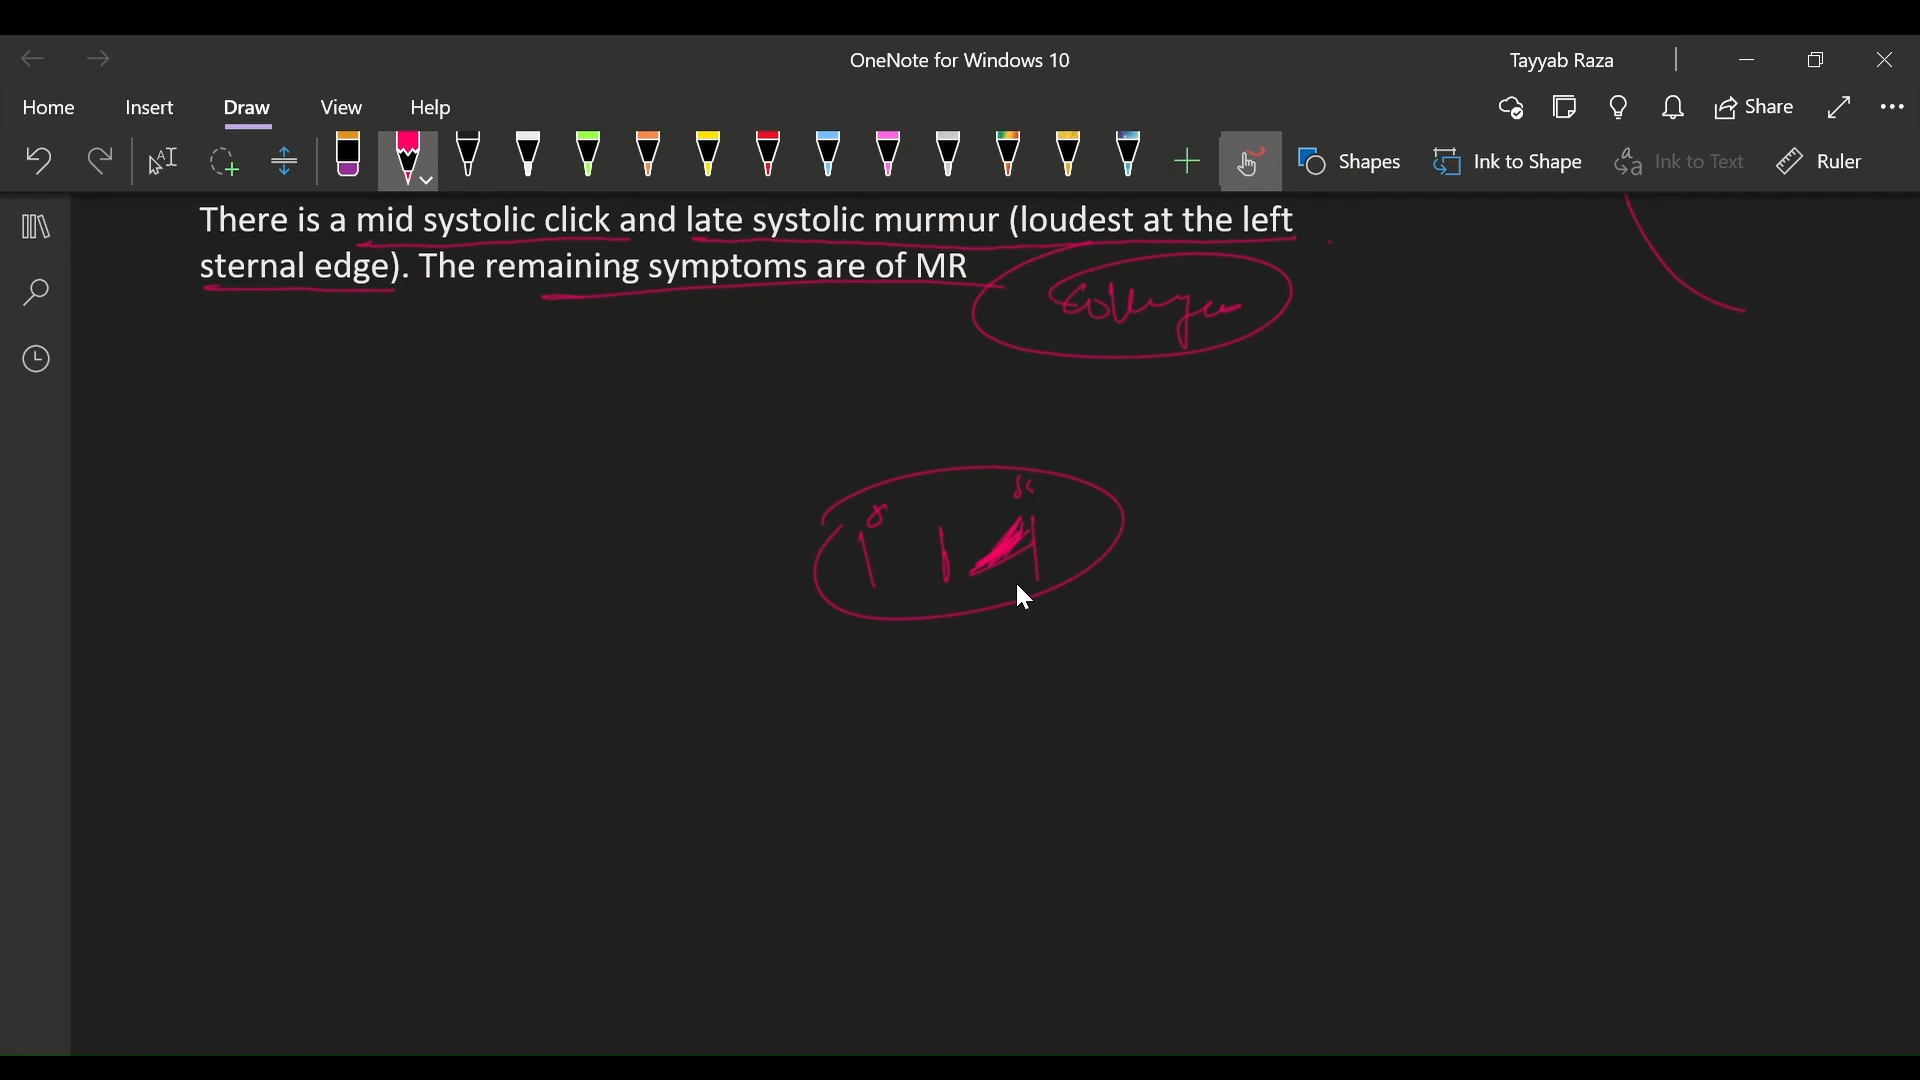 OneNote for Windows 10
Tayyab Raza
Home Insert Draw View Help
Share
Shapes Ink to Shape Ink to Text Ruler
There is a mid systolic click and late systolic murmur (loudest at the left
sternal edge). The remaining symptoms are of MR